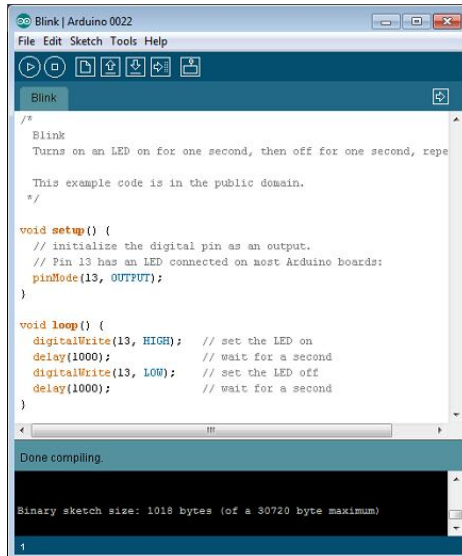 Blink | Arduino 0022
File Edit Sketch Tools Help
Blink
/*
  Blink
  Turns on an LED on for one second, then off for one second, repe

  This example code is in the public domain.
 */

void setup() {
  // initialize the digital pin as an output.
  // Pin 13 has an LED connected on most Arduino boards:
  pinMode(13, OUTPUT);
}

void loop() {
  digitalWrite(13, HIGH);   // set the LED on
  delay(1000);              // wait for a second
  digitalWrite(13, LOW);    // set the LED off
  delay(1000);              // wait for a second
}
Done compiling.
Binary sketch size: 1018 bytes (of a 30720 byte maximum)
1